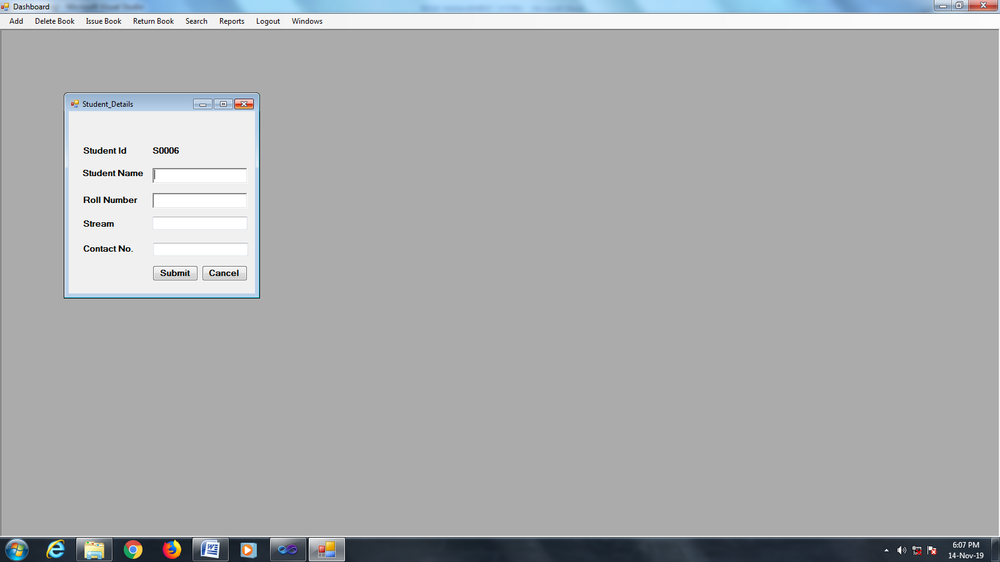 Dashboard
Add Delete Book Issue Book Return Book Search Reports Logout Windows
Student_Details
Student Id S0006
Student Name
Roll Number
Stream
Contact No.
Submit Cancel
6:07 PM
14-Nov-19